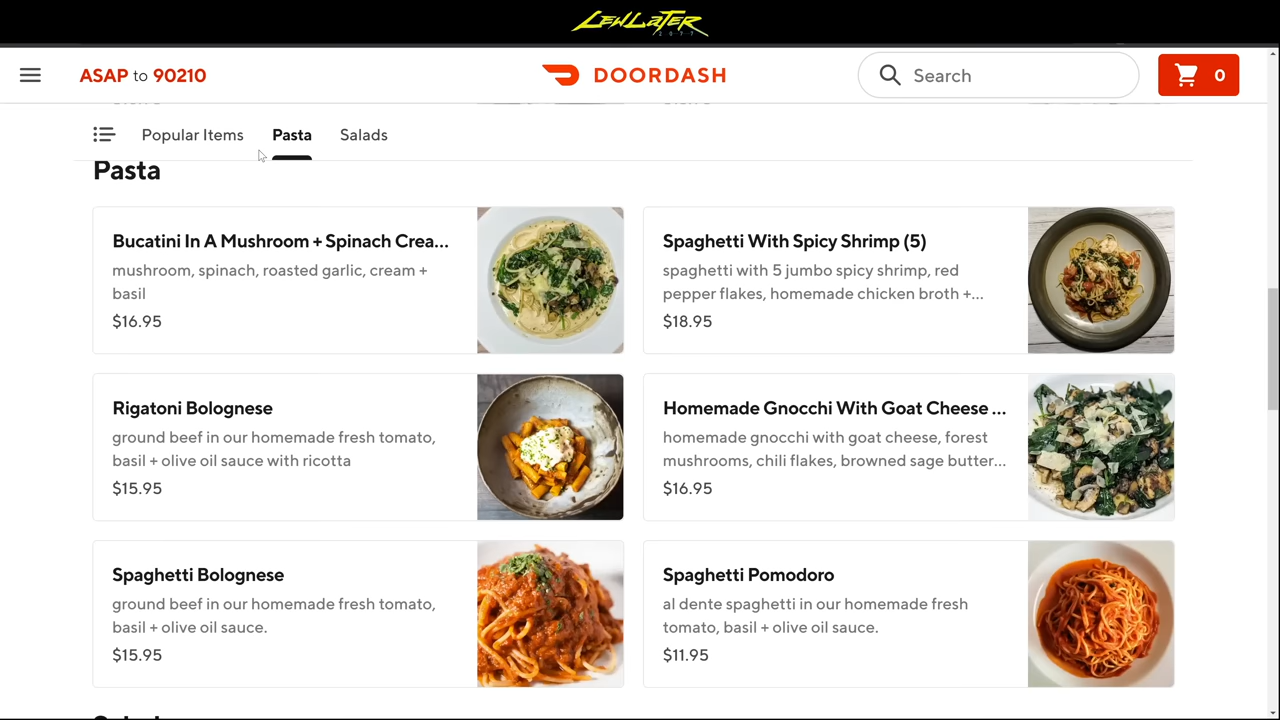 LEWLATER
2077
ASAP to 90210
DOORDASH
Search
0
Popular Items
Pasta
Salads
Pasta
Bucatini In A Mushroom + Spinach Crea...
mushroom, spinach, roasted garlic, cream +
basil
$16.95
Spaghetti With Spicy Shrimp (5)
spaghetti with 5 jumbo spicy shrimp, red
pepper flakes, homemade chicken broth +...
$18.95
Rigatoni Bolognese
ground beef in our homemade fresh tomato,
basil + olive oil sauce with ricotta
$15.95
Homemade Gnocchi With Goat Cheese ...
homemade gnocchi with goat cheese, forest
mushrooms, chili flakes, browned sage butter...
$16.95
Spaghetti Bolognese
ground beef in our homemade fresh tomato,
basil + olive oil sauce.
$15.95
Spaghetti Pomodoro
al dente spaghetti in our homemade fresh
tomato, basil + olive oil sauce.
$11.95